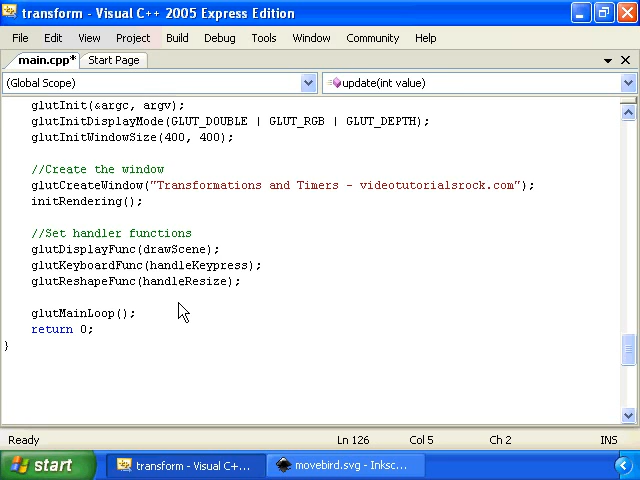 transform - Visual C++ 2005 Express Edition
File Edit View Project Build Debug Tools Window Community Help
main.cpp* Start Page
(Global Scope) update(int value)
glutInit(&argc, argv);
glutInitDisplayMode(GLUT_DOUBLE | GLUT_RGB | GLUT_DEPTH);
glutInitWindowSize(400, 400);
//Create the window
glutCreateWindow("Transformations and Timers - videotutorialsrock.com");
initRendering();
//Set handler functions
glutDisplayFunc(drawScene);
glutKeyboardFunc(handleKeypress);
glutReshapeFunc(handleResize);
glutMainLoop();
return 0;
}
Ready Ln 126 Col 5 Ch 2 INS
start transform - Visual C+... movebird.svg - Inksc...